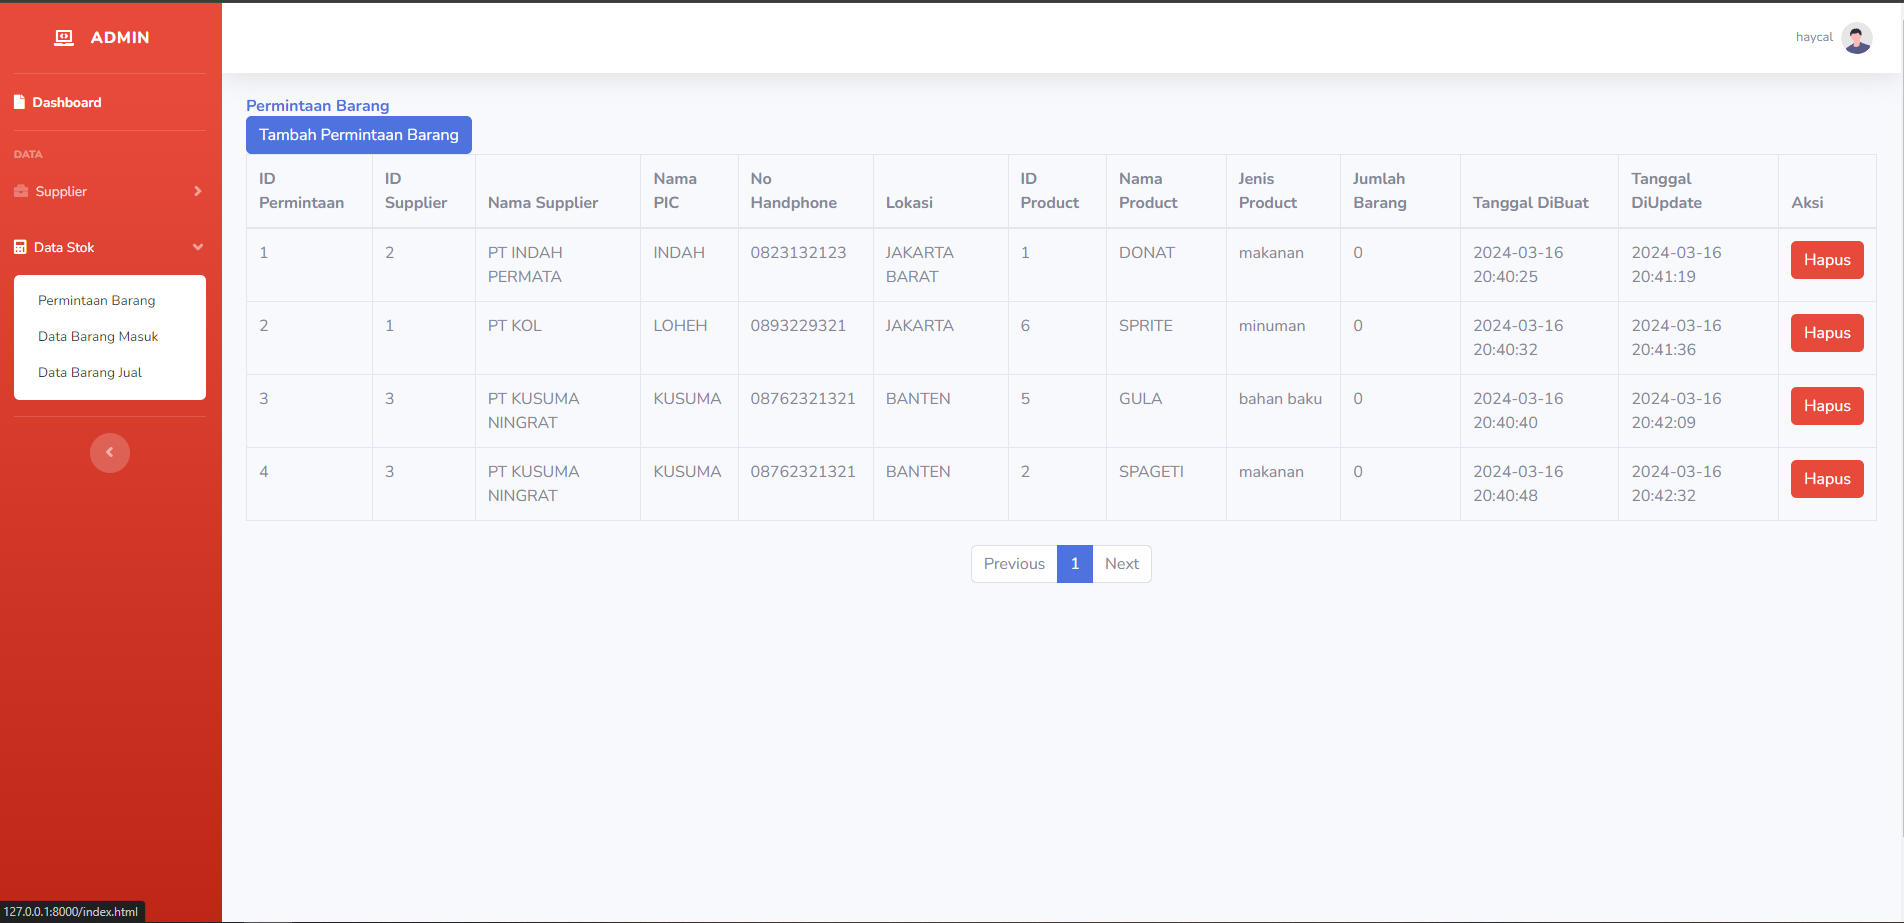 ADMIN
haycal
Dashboard
DATA
Supplier
Data Stok
Permintaan Barang
Data Barang Masuk
Data Barang Jual
Permintaan Barang
Tambah Permintaan Barang
ID Permintaan ID Supplier Nama Supplier Nama PIC No Handphone Lokasi ID Product Nama Product Jenis Product Jumlah Barang Tanggal DiBuat Tanggal DiUpdate Aksi
1 2 PT INDAH PERMATA INDAH 0823132123 JAKARTA BARAT 1 DONAT makanan 0 2024-03-16 20:40:25 2024-03-16 20:41:19 Hapus
2 1 PT KOL LOHEH 0893229321 JAKARTA 6 SPRITE minuman 0 2024-03-16 20:40:32 2024-03-16 20:41:36 Hapus
3 3 PT KUSUMA NINGRAT KUSUMA 08762321321 BANTEN 5 GULA bahan baku 0 2024-03-16 20:40:40 2024-03-16 20:42:09 Hapus
4 3 PT KUSUMA NINGRAT KUSUMA 08762321321 BANTEN 2 SPAGETI makanan 0 2024-03-16 20:40:48 2024-03-16 20:42:32 Hapus
Previous 1 Next
127.0.0.1:8000/index.html